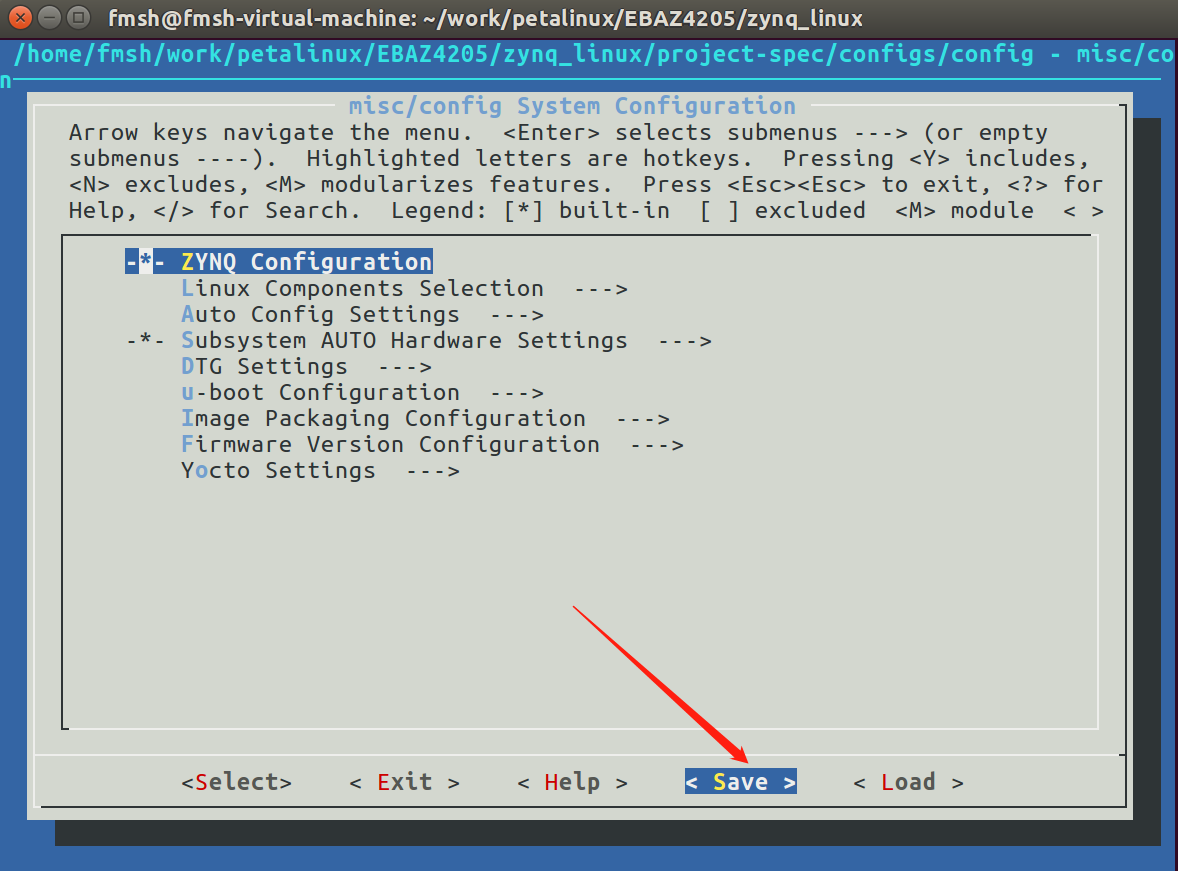 fmsh@fmsh-virtual-machine: ~/work/petalinux/EBAZ4205/zynq_linux
/home/fmsh/work/petalinux/EBAZ4205/zynq_linux/project-spec/configs/config - misc/co
n
misc/config System Configuration
Arrow keys navigate the menu.  <Enter> selects submenus ---> (or empty
submenus ----).  Highlighted letters are hotkeys.  Pressing <Y> includes,
<N> excludes, <M> modularizes features.  Press <Esc><Esc> to exit, <?> for
Help, </> for Search.  Legend: [*] built-in  [ ] excluded  <M> module  < >
-*- ZYNQ Configuration
Linux Components Selection  --->
Auto Config Settings  --->
-*- Subsystem AUTO Hardware Settings  --->
DTG Settings  --->
u-boot Configuration  --->
Image Packaging Configuration  --->
Firmware Version Configuration  --->
Yocto Settings  --->
<Select>    < Exit >    < Help >    < Save >    < Load >